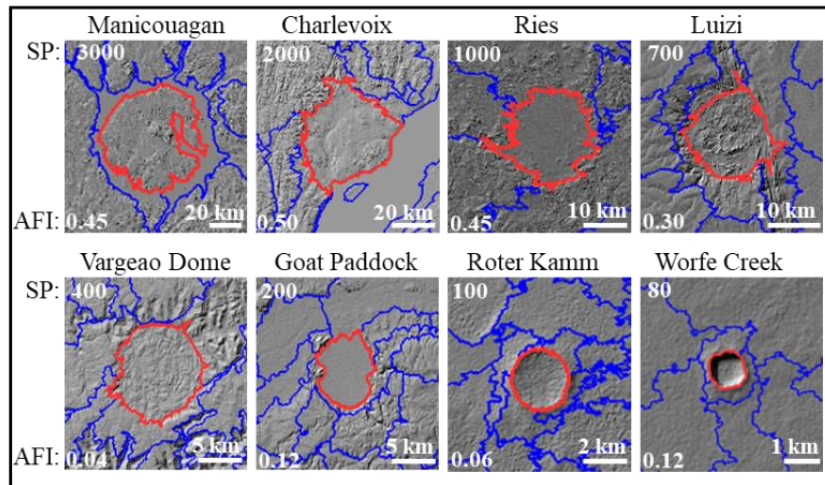 Manicouagan Charlevoix Ries Luizi
SP: 3000 2000 1000 700
AFI: 0.45 20 km 0.50 20 km 0.45 10 km 0.30 10 km
Vargeao Dome Goat Paddock Roter Kamm Worfe Creek
SP: 400 200 100 80
AFI: 0.04 5 km 0.12 5 km 0.06 2 km 0.12 1 km